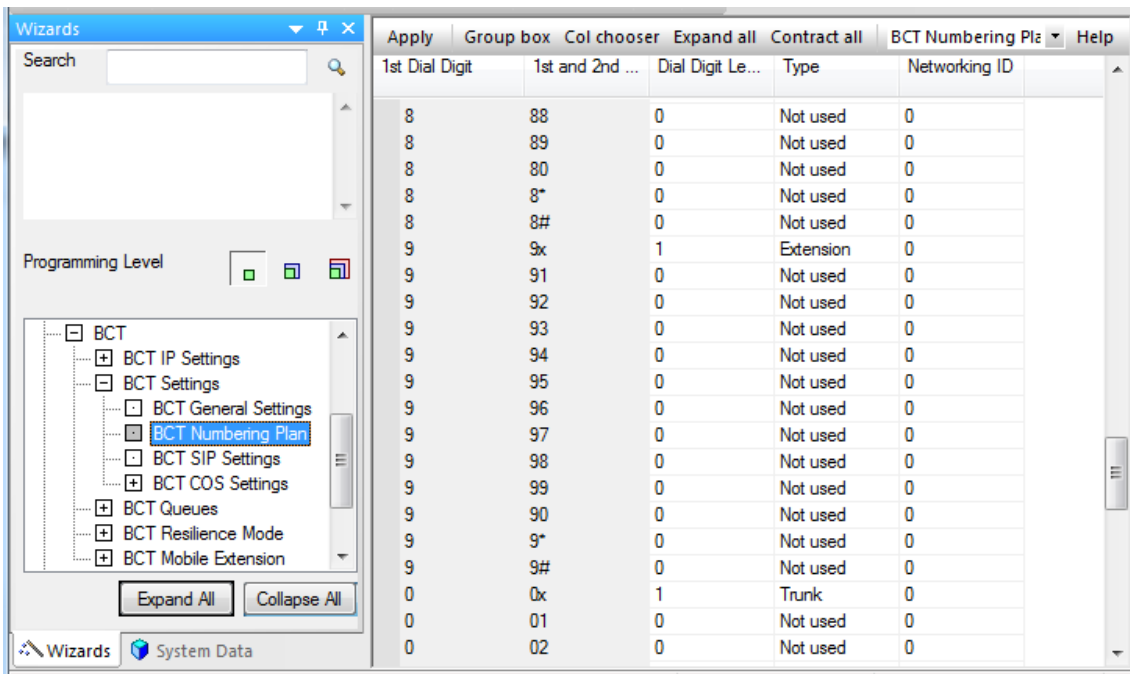 Wizards
Search
Programming Level
BCT
BCT IP Settings
BCT Settings
BCT General Settings
BCT Numbering Plan
BCT SIP Settings
BCT COS Settings
BCT Queues
BCT Resilience Mode
BCT Mobile Extension
Expand All Collapse All
Wizards System Data
Apply Group box Col chooser Expand all Contract all BCT Numbering Pla Help
1st Dial Digit 1st and 2nd ... Dial Digit Le... Type Networking ID
8 88 0 Not used 0
8 89 0 Not used 0
8 80 0 Not used 0
8 8* 0 Not used 0
8 8# 0 Not used 0
9 9x 1 Extension 0
9 91 0 Not used 0
9 92 0 Not used 0
9 93 0 Not used 0
9 94 0 Not used 0
9 95 0 Not used 0
9 96 0 Not used 0
9 97 0 Not used 0
9 98 0 Not used 0
9 99 0 Not used 0
9 90 0 Not used 0
9 9* 0 Not used 0
9 9# 0 Not used 0
0 0x 1 Trunk 0
0 01 0 Not used 0
0 02 0 Not used 0